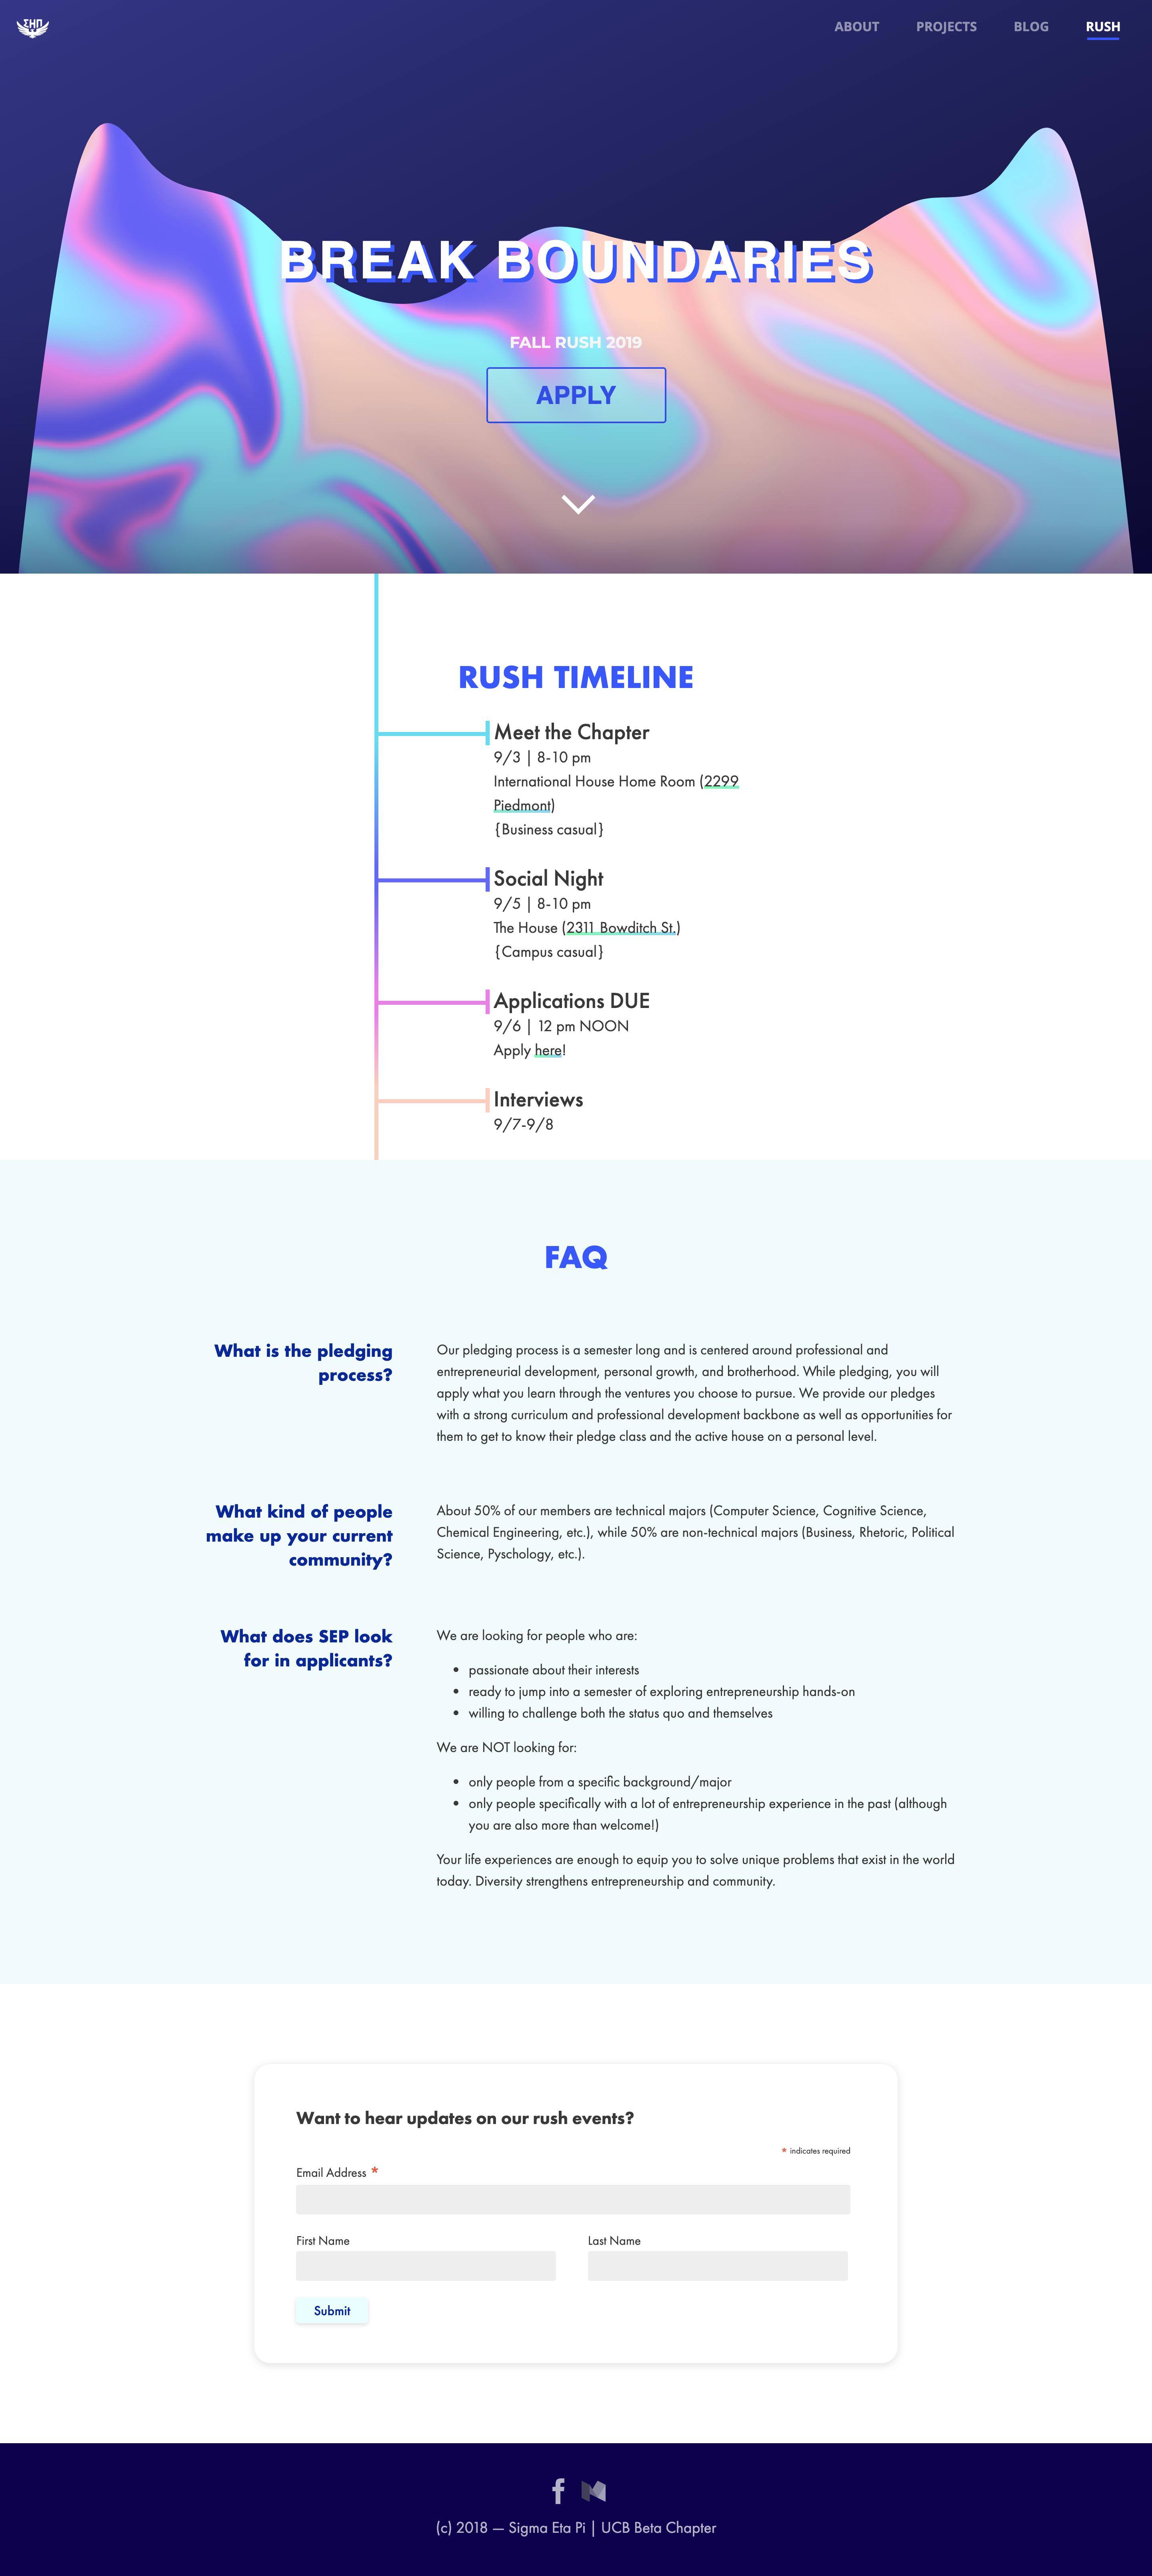 ΣΗΠ
ABOUT
PROJECTS
BLOG
RUSH
BREAK BOUNDARIES
FALL RUSH 2019
APPLY
RUSH TIMELINE
Meet the Chapter
9/3 | 8-10 pm
International House Home Room (2299
Piedmont)
{Business casual}
Social Night
9/5 | 8-10 pm
The House (2311 Bowditch St.)
{Campus casual}
Applications DUE
9/6 | 12 pm NOON
Apply here!
Interviews
9/7-9/8
FAQ
What is the pledging
process?
Our pledging process is a semester long and is centered around professional and
entrepreneurial development, personal growth, and brotherhood. While pledging, you will
apply what you learn through the ventures you choose to pursue. We provide our pledges
with a strong curriculum and professional development backbone as well as opportunities for
them to get to know their pledge class and the active house on a personal level.
What kind of people
make up your current
community?
About 50% of our members are technical majors (Computer Science, Cognitive Science,
Chemical Engineering, etc.), while 50% are non-technical majors (Business, Rhetoric, Political
Science, Pyschology, etc.).
What does SEP look
for in applicants?
We are looking for people who are:
• passionate about their interests
• ready to jump into a semester of exploring entrepreneurship hands-on
• willing to challenge both the status quo and themselves
We are NOT looking for:
• only people from a specific background/major
• only people specifically with a lot of entrepreneurship experience in the past (although
you are also more than welcome!)
Your life experiences are enough to equip you to solve unique problems that exist in the world
today. Diversity strengthens entrepreneurship and community.
Want to hear updates on our rush events?
* indicates required
Email Address *
First Name
Last Name
Submit
(c) 2018 — Sigma Eta Pi | UCB Beta Chapter